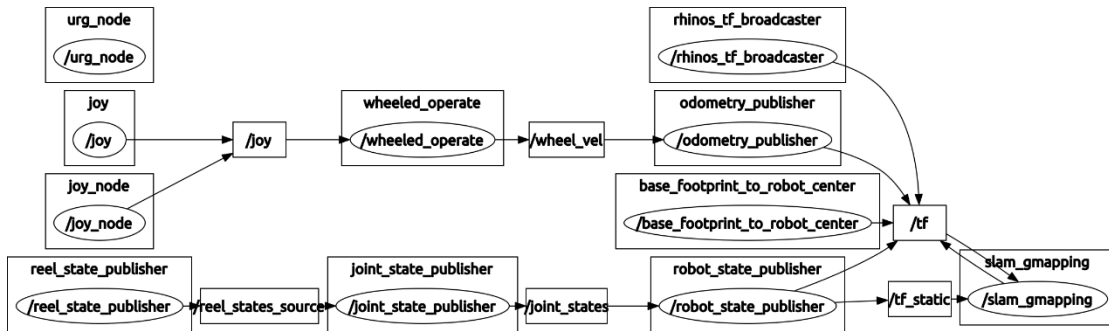 urg_node
/urg_node
rhinos_tf_broadcaster
/rhinos_tf_broadcaster
joy
/joy
/joy
wheeled_operate
/wheeled_operate
/wheel_vel
odometry_publisher
/odometry_publisher
joy_node
/joy_node
base_footprint_to_robot_center
/base_footprint_to_robot_center
/tf
reel_state_publisher
/reel_state_publisher
/reel_states_source
joint_state_publisher
/joint_state_publisher
/joint_states
robot_state_publisher
/robot_state_publisher
/tf_static
slam_gmapping
/slam_gmapping